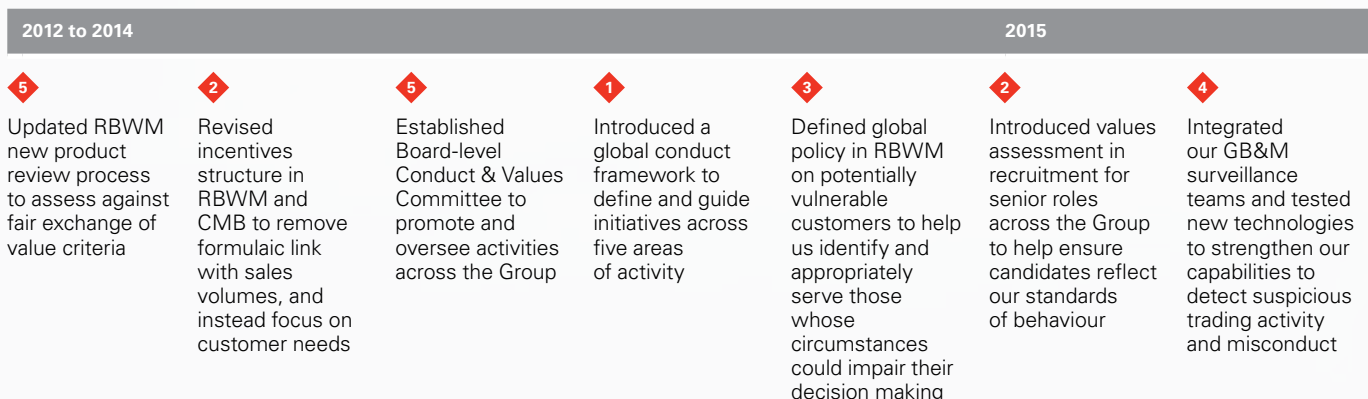 2012 to 2014
2015
5
Updated RBWM
new product
review process
to assess against
fair exchange of
value criteria
2
Revised
incentives
structure in
RBWM and
CMB to remove
formulaic link
with sales
volumes, and
instead focus on
customer needs
5
Established
Board-level
Conduct & Values
Committee to
promote and
oversee activities
across the Group
1
Introduced a
global conduct
framework to
define and guide
initiatives across
five areas
of activity
3
Defined global
policy in RBWM
on potentially
vulnerable
customers to help
us identify and
appropriately
serve those
whose
circumstances
could impair their
decision making
2
Introduced values
assessment in
recruitment for
senior roles
across the Group
to help ensure
candidates reflect
our standards
of behaviour
4
Integrated
our GB&M
surveillance
teams and tested
new technologies
to strengthen our
capabilities to
detect suspicious
trading activity
and misconduct